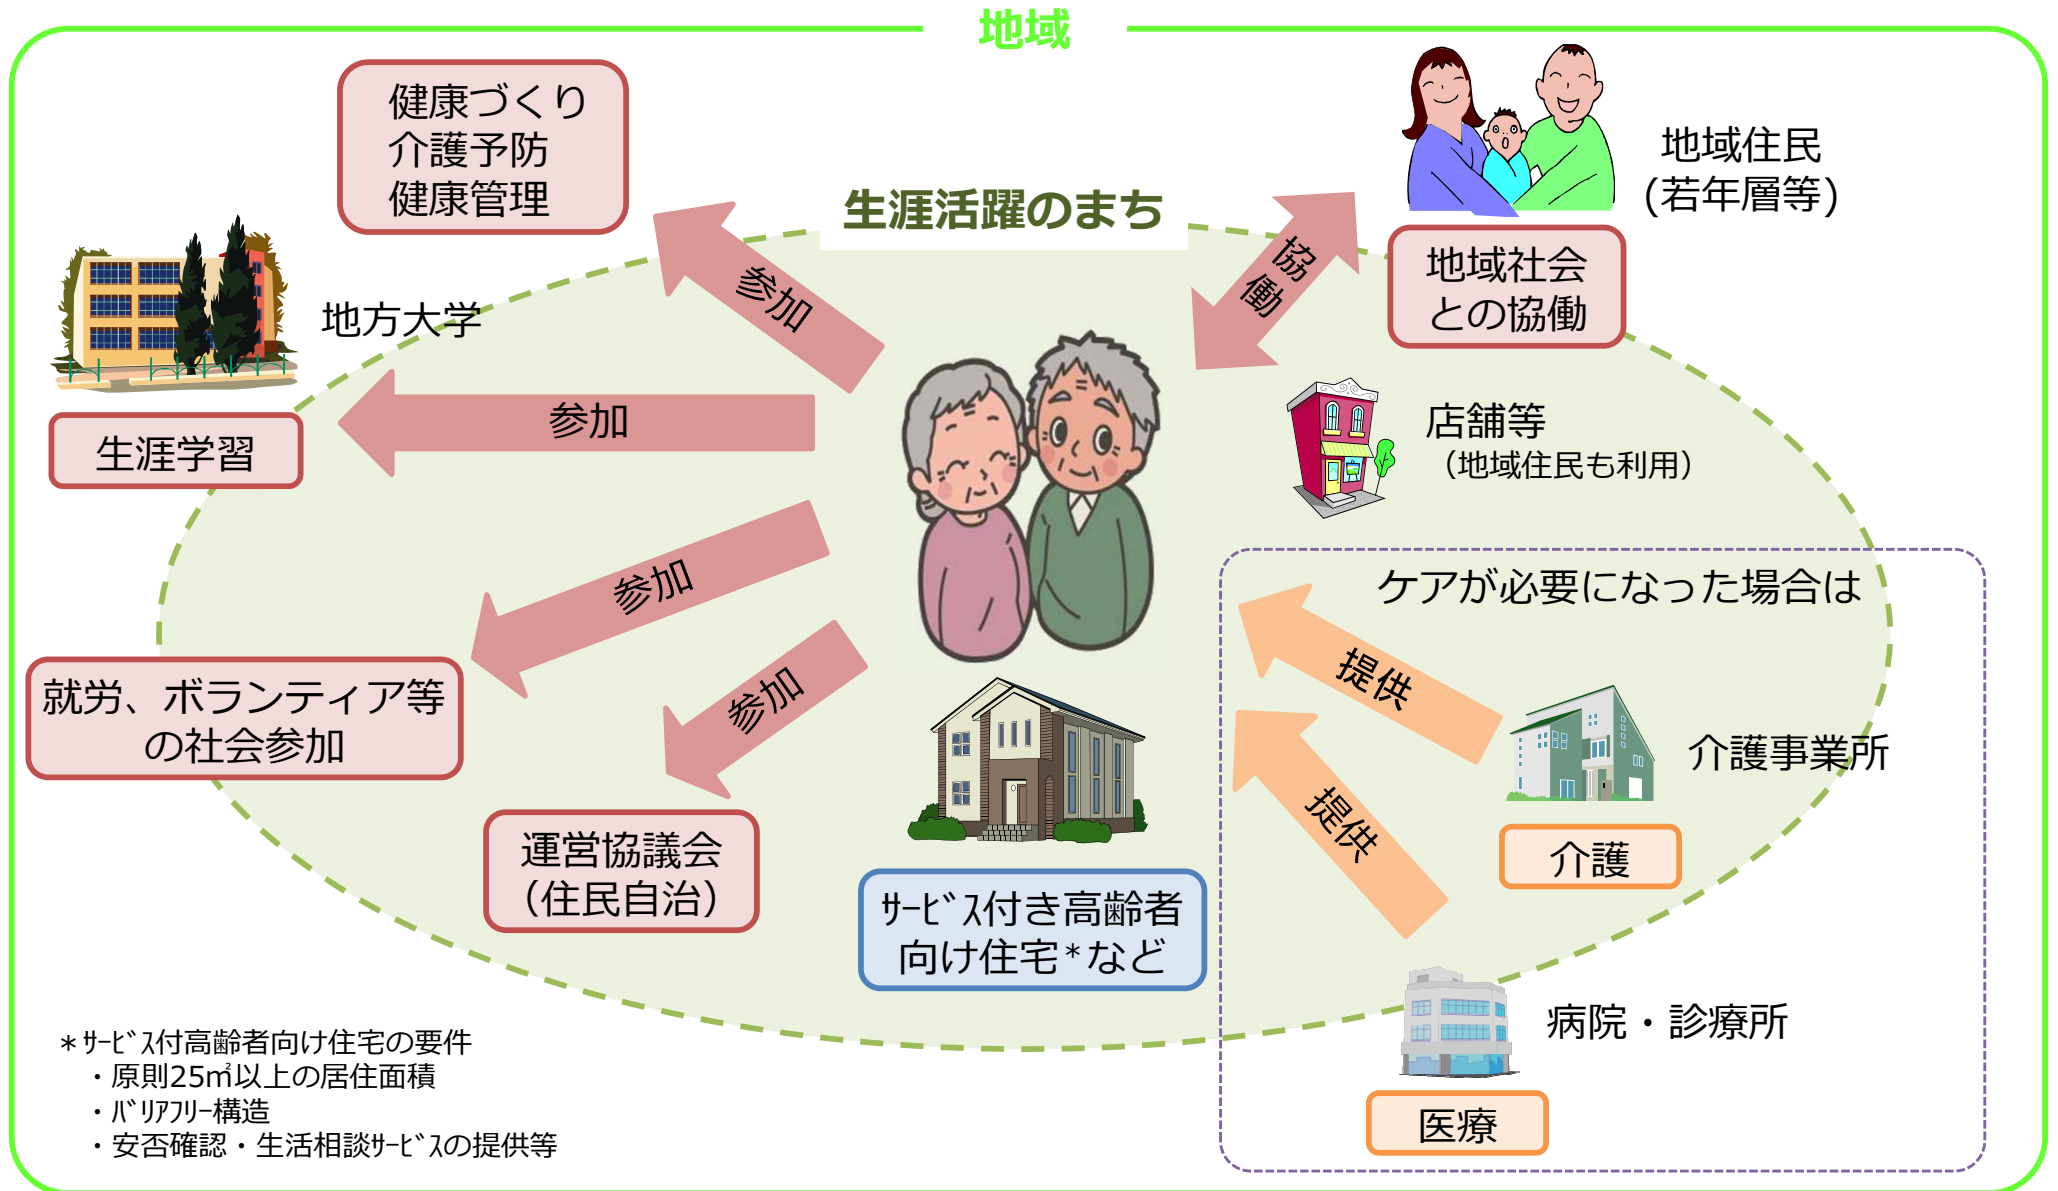 地域
健康づくり
介護予防
健康管理
地域住民
(若年層等)
生涯活躍のまち
協働
地域社会
との協働
参加
地方大学
参加
生涯学習
店舗等
（地域住民も利用）
参加
ケアが必要になった場合は
提供
就労、ボランティア等
の社会参加
参加
介護事業所
提供
運営協議会
（住民自治）
介護
ｻｰﾋﾞｽ付き高齢者
向け住宅*など
病院・診療所
医療
＊ｻｰﾋﾞｽ付高齢者向け住宅の要件
・原則25㎡以上の居住面積
・ﾊﾞﾘｱﾌﾘｰ構造
・安否確認・生活相談ｻｰﾋﾞｽの提供等